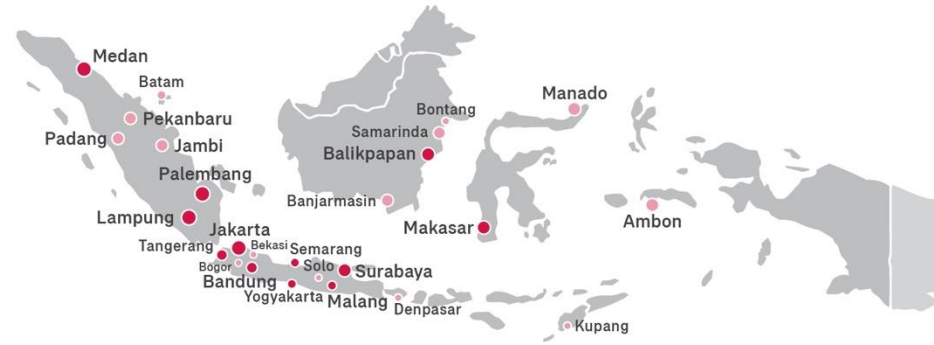 Medan
Batam
Pekanbaru
Padang
Jambi
Palembang
Lampung
Jakarta
Tangerang
Bekasi
Semarang
Bogor
Solo
Bandung
Surabaya
Yogyakarta
Malang
Denpasar
Manado
Bontang
Samarinda
Balikpapan
Banjarmasin
Makasar
Ambon
Kupang